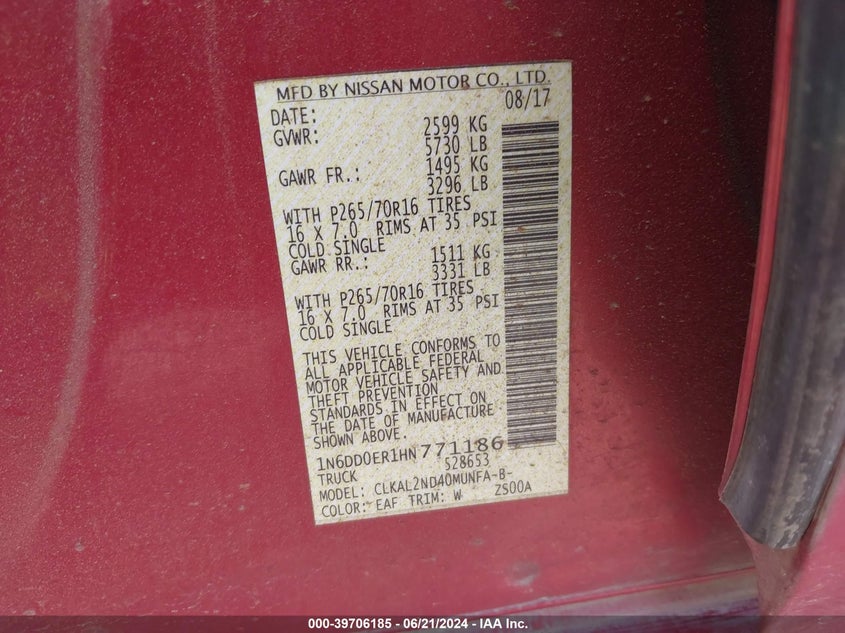 MFD BY NISSAN MOTOR CO., LTD.
DATE: 08/17
GVWR: 2599 KG
5730 LB
GAWR FR.: 1495 KG
3296 LB
WITH P265/70R16 TIRES
16 X 7.0 RIMS AT 35 PSI
COLD SINGLE
GAWR RR.: 1511 KG
3331 LB
WITH P265/70R16 TIRES
16 X 7.0 RIMS AT 35 PSI
COLD SINGLE
THIS VEHICLE CONFORMS TO
ALL APPLICABLE FEDERAL
MOTOR VEHICLE SAFETY AND
THEFT PREVENTION
STANDARDS IN EFFECT ON
THE DATE OF MANUFACTURE
SHOWN ABOVE.
1N6DD0ER1HN771186
TRUCK 528653
MODEL: CLKAL2ND40MUNFA-B-
COLOR: EAF TRIM: W ZS00A
000-39706185 - 06/21/2024 - IAA Inc.